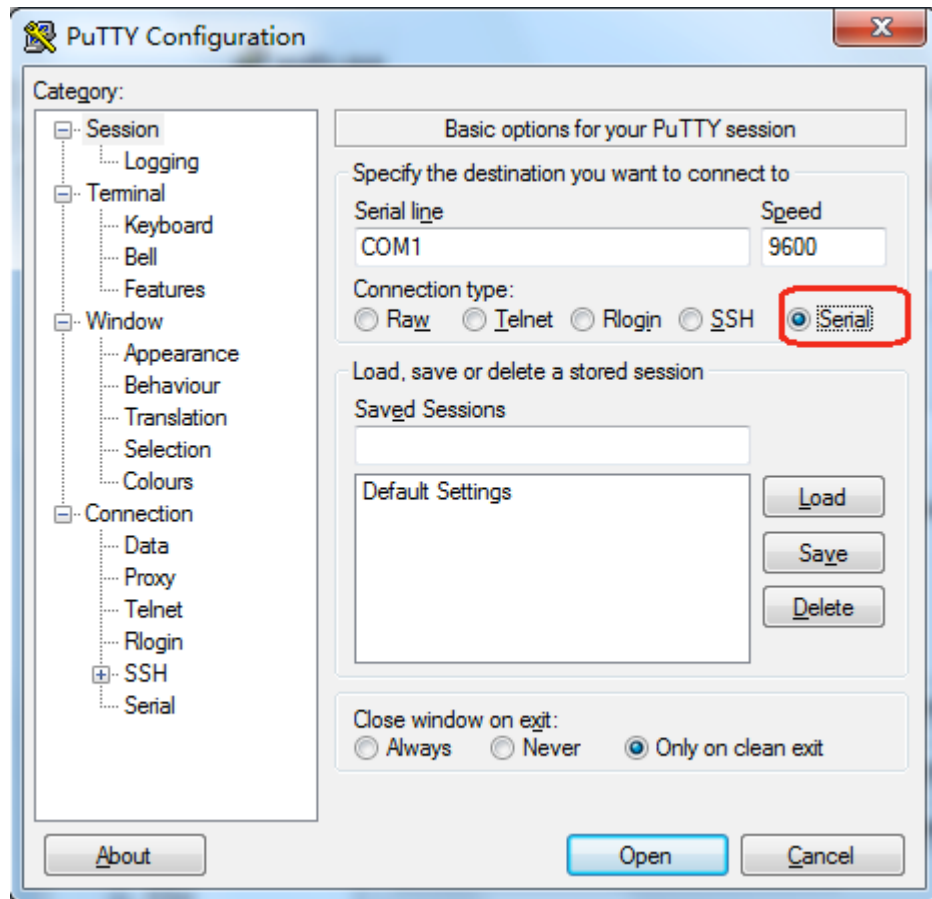 PuTTY Configuration
Category:
Session
Logging
Terminal
Keyboard
Bell
Features
Window
Appearance
Behaviour
Translation
Selection
Colours
Connection
Data
Proxy
Telnet
Rlogin
SSH
Serial
Basic options for your PuTTY session
Specify the destination you want to connect to
Serial line Speed
COM1 9600
Connection type:
Raw Telnet Rlogin SSH Serial
Load, save or delete a stored session
Saved Sessions
Default Settings
Load
Save
Delete
Close window on exit:
Always Never Only on clean exit
About Open Cancel